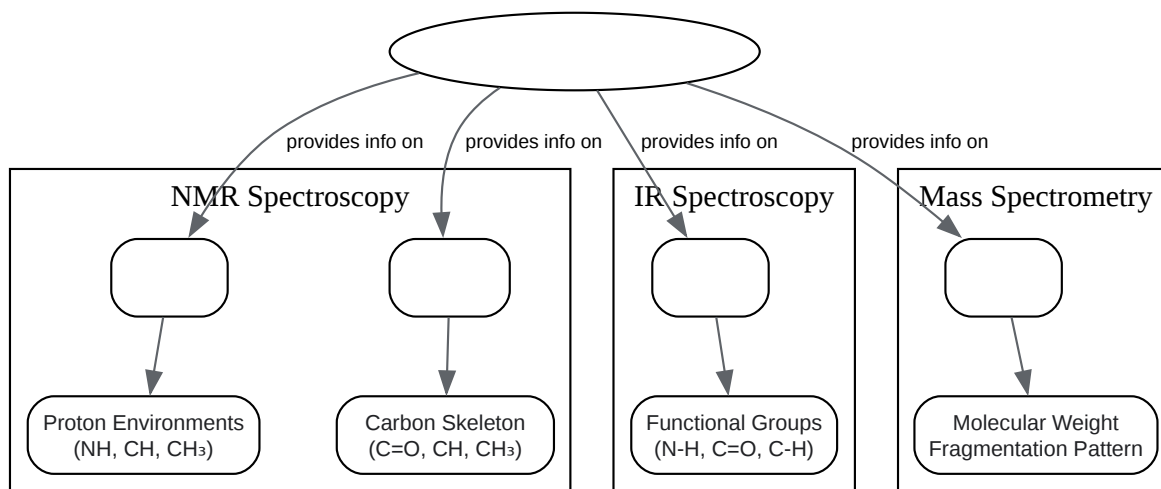 provides info on
provides info on
provides info on
provides info on
NMR Spectroscopy
IR Spectroscopy
Mass Spectrometry
Proton Environments
(NH, CH, CH₃)
Carbon Skeleton
(C=O, CH, CH₃)
Functional Groups
(N-H, C=O, C-H)
Molecular Weight
Fragmentation Pattern